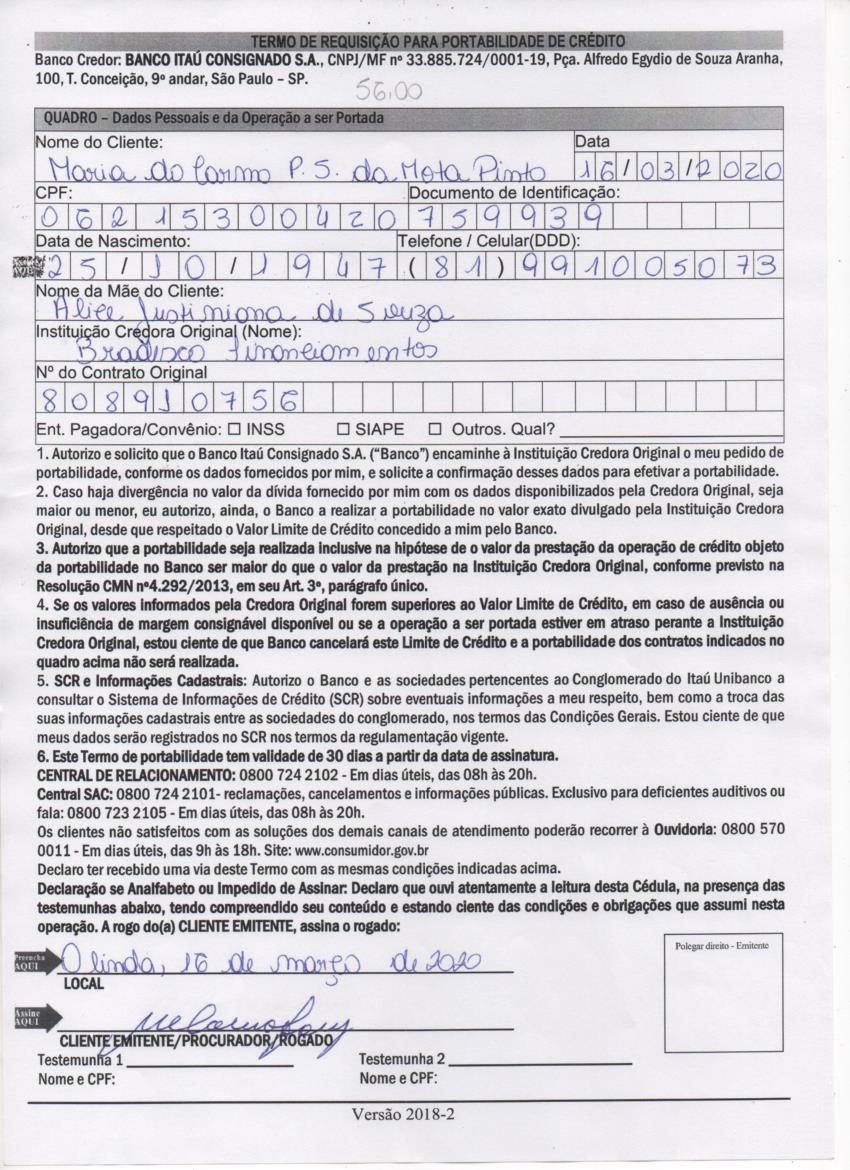 TERMO DE REQUISIÇÃO PARA PORTABILIDADE DE CRÉDITO
Banco Credor: BANCO ITAÚ CONSIGNADO S.A., CNPJ/MF nº 33.885.724/0001-19, Pça. Alfredo Egydio de Souza Aranha,
100, T. Conceição, 9º andar, São Paulo – SP.
56,00
QUADRO – Dados Pessoais e da Operação a ser Portada
Nome do Cliente: Data
Maria do Carmo P. S. da Mota Pinto 16/03/2020
CPF: Documento de Identificação:
06215300420 759939
Data de Nascimento: Telefone / Celular(DDD):
25/10/1947 (81)991005073
Nome da Mãe do Cliente:
Alice Justiniana de Souza
Instituição Credora Original (Nome):
Bradesco Financiamentos
Nº do Contrato Original
808910756
Ent. Pagadora/Convênio: ☐ INSS ☐ SIAPE ☐ Outros. Qual?
1. Autorizo e solicito que o Banco Itaú Consignado S.A. (“Banco”) encaminhe à Instituição Credora Original o meu pedido de
portabilidade, conforme os dados fornecidos por mim, e solicite a confirmação desses dados para efetivar a portabilidade.
2. Caso haja divergência no valor da dívida fornecido por mim com os dados disponibilizados pela Credora Original, seja
maior ou menor, eu autorizo, ainda, o Banco a realizar a portabilidade no valor exato divulgado pela Instituição Credora
Original, desde que respeitado o Valor Limite de Crédito concedido a mim pelo Banco.
3. Autorizo que a portabilidade seja realizada inclusive na hipótese de o valor da prestação da operação de crédito objeto
da portabilidade no Banco ser maior do que o valor da prestação na Instituição Credora Original, conforme previsto na
Resolução CMN nº4.292/2013, em seu Art. 3º, parágrafo único.
4. Se os valores informados pela Credora Original forem superiores ao Valor Limite de Crédito, em caso de ausência ou
insuficiência de margem consignável disponível ou se a operação a ser portada estiver em atraso perante a Instituição
Credora Original, estou ciente de que Banco cancelará este Limite de Crédito e a portabilidade dos contratos indicados no
quadro acima não será realizada.
5. SCR e Informações Cadastrais: Autorizo o Banco e as sociedades pertencentes ao Conglomerado do Itaú Unibanco a
consultar o Sistema de Informações de Crédito (SCR) sobre eventuais informações a meu respeito, bem como a troca das
suas informações cadastrais entre as sociedades do conglomerado, nos termos das Condições Gerais. Estou ciente de que
meus dados serão registrados no SCR nos termos da regulamentação vigente.
6. Este Termo de portabilidade tem validade de 30 dias a partir da data de assinatura.
CENTRAL DE RELACIONAMENTO: 0800 724 2102 - Em dias úteis, das 08h às 20h.
Central SAC: 0800 724 2101- reclamações, cancelamentos e informações públicas. Exclusivo para deficientes auditivos ou
fala: 0800 723 2105 - Em dias úteis, das 08h às 20h.
Os clientes não satisfeitos com as soluções dos demais canais de atendimento poderão recorrer à Ouvidoria: 0800 570
0011 - Em dias úteis, das 9h às 18h. Site: www.consumidor.gov.br
Declaro ter recebido uma via deste Termo com as mesmas condições indicadas acima.
Declaração se Analfabeto ou Impedido de Assinar: Declaro que ouvi atentamente a leitura desta Cédula, na presença das
testemunhas abaixo, tendo compreendido seu conteúdo e estando ciente das condições e obrigações que assumi nesta
operação. A rogo do(a) CLIENTE EMITENTE, assina o rogado:
Polegar direito - Emitente
Preencha
AQUI
Olinda, 16 de março de 2020
LOCAL
Assine
AQUI
CLIENTE EMITENTE/PROCURADOR/ROGADO
Testemunha 1 Testemunha 2
Nome e CPF: Nome e CPF:
Versão 2018-2